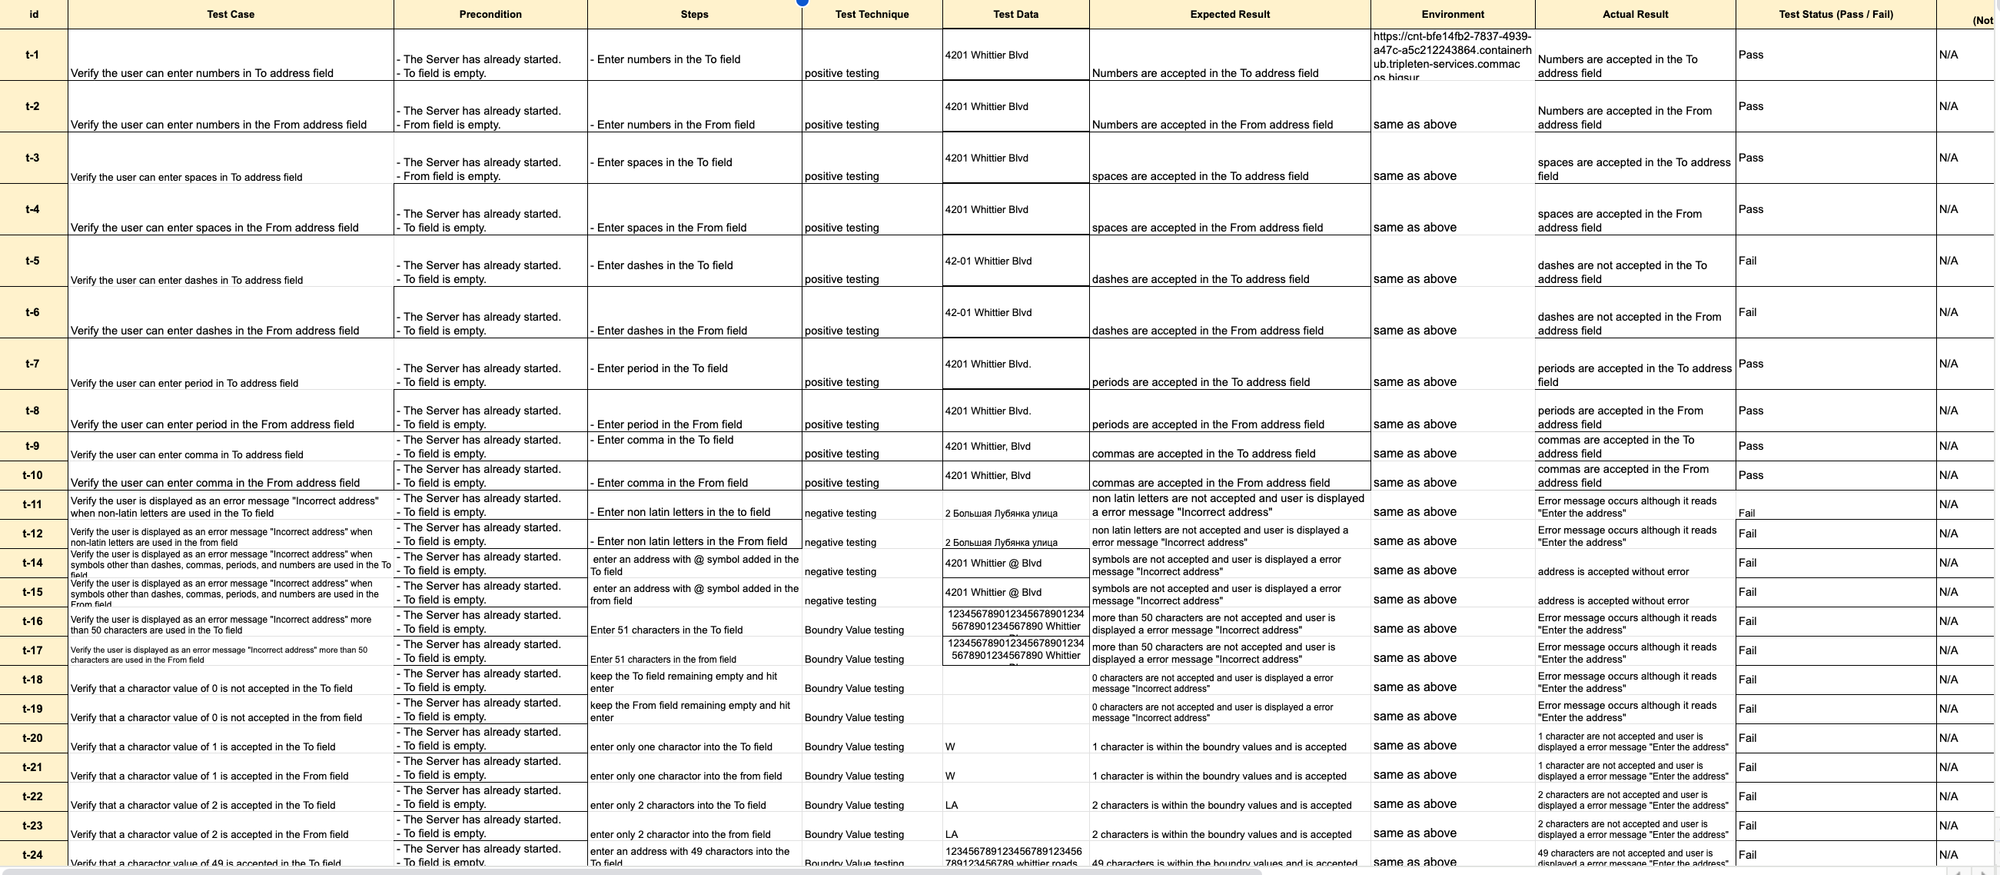 id Test Case Precondition Steps Test Technique Test Data Expected Result Environment Actual Result Test Status (Pass / Fail) (Not
t-1
Verify the user can enter numbers in To address field
- The Server has already started.
- To field is empty.
- Enter numbers in the To field
positive testing
4201 Whittier Blvd
Numbers are accepted in the To address field
https://cnt-bfe14fb2-7837-4939-
a47c-a5c212243864.containerh
ub.tripleten-services.commac
os bigsur
Numbers are accepted in the To
address field
Pass
N/A
t-2
Verify the user can enter numbers in the From address field
- The Server has already started.
- From field is empty.
- Enter numbers in the From field
positive testing
4201 Whittier Blvd
Numbers are accepted in the From address field
same as above
Numbers are accepted in the From
address field
Pass
N/A
t-3
Verify the user can enter spaces in To address field
- The Server has already started.
- From field is empty.
- Enter spaces in the To field
positive testing
4201 Whittier Blvd
spaces are accepted in the To address field
same as above
spaces are accepted in the To address
field
Pass
N/A
t-4
Verify the user can enter spaces in the From address field
- The Server has already started.
- To field is empty.
- Enter spaces in the From field
positive testing
4201 Whittier Blvd
spaces are accepted in the From address field
same as above
spaces are accepted in the From
address field
Pass
N/A
t-5
Verify the user can enter dashes in To address field
- The Server has already started.
- To field is empty.
- Enter dashes in the To field
positive testing
42-01 Whittier Blvd
dashes are accepted in the To address field
same as above
dashes are not accepted in the To
address field
Fail
N/A
t-6
Verify the user can enter dashes in the From address field
- The Server has already started.
- To field is empty.
- Enter dashes in the From field
positive testing
42-01 Whittier Blvd
dashes are accepted in the From address field
same as above
dashes are not accepted in the From
address field
Fail
N/A
t-7
Verify the user can enter period in To address field
- The Server has already started.
- To field is empty.
- Enter period in the To field
positive testing
4201 Whittier Blvd.
periods are accepted in the To address field
same as above
periods are accepted in the To address
field
Pass
N/A
t-8
Verify the user can enter period in the From address field
- The Server has already started.
- To field is empty.
- Enter period in the From field
positive testing
4201 Whittier Blvd.
periods are accepted in the From address field
same as above
periods are accepted in the From
address field
Pass
N/A
t-9
Verify the user can enter comma in To address field
- The Server has already started.
- To field is empty.
- Enter comma in the To field
positive testing
4201 Whittier, Blvd
commas are accepted in the To address field
same as above
commas are accepted in the To
address field
Pass
N/A
t-10
Verify the user can enter comma in the From address field
- The Server has already started.
- To field is empty.
- Enter comma in the From field
positive testing
4201 Whittier, Blvd
commas are accepted in the From address field
same as above
commas are accepted in the From
address field
Pass
N/A
t-11
Verify the user is displayed as an error message "Incorrect address"
when non-latin letters are used in the To field
- The Server has already started.
- To field is empty.
- Enter non latin letters in the to field
negative testing
2 Большая Лубянка улица
non latin letters are not accepted and user is displayed
a error message "Incorrect address"
same as above
Error message occurs although it reads
"Enter the address"
Fail
N/A
t-12
Verify the user is displayed as an error message "Incorrect address" when
non-latin letters are used in the from field
- The Server has already started.
- To field is empty.
- Enter non latin letters in the From field
negative testing
2 Большая Лубянка улица
non latin letters are not accepted and user is displayed a
error message "Incorrect address"
same as above
Error message occurs although it reads
"Enter the address"
Fail
N/A
t-14
Verify the user is displayed as an error message "Incorrect address" when
symbols other than dashes, commas, periods, and numbers are used in the To
field
- The Server has already started.
- To field is empty.
enter an address with @ symbol added in the
To field
negative testing
4201 Whittier @ Blvd
symbols are not accepted and user is displayed a error
message "Incorrect address"
same as above
address is accepted without error
Fail
N/A
t-15
Verify the user is displayed as an error message "Incorrect address" when
symbols other than dashes, commas, periods, and numbers are used in the
From field
- The Server has already started.
- To field is empty.
enter an address with @ symbol added in the
from field
negative testing
4201 Whittier @ Blvd
symbols are not accepted and user is displayed a error
message "Incorrect address"
same as above
address is accepted without error
Fail
N/A
t-16
Verify the user is displayed as an error message "Incorrect address" more
than 50 characters are used in the To field
- The Server has already started.
- To field is empty.
Enter 51 characters in the To field
Boundry Value testing
123456789012345678901234
5678901234567890 Whittier
more than 50 characters are not accepted and user is
displayed a error message "Incorrect address"
same as above
Error message occurs although it reads
"Enter the address"
Fail
N/A
t-17
Verify the user is displayed as an error message "Incorrect address" more than 50
characters are used in the From field
- The Server has already started.
- To field is empty.
Enter 51 characters in the from field
Boundry Value testing
123456789012345678901234
5678901234567890 Whittier
more than 50 characters are not accepted and user is
displayed a error message "Incorrect address"
same as above
Error message occurs although it reads
"Enter the address"
Fail
N/A
t-18
Verify that a charactor value of 0 is not accepted in the To field
- The Server has already started.
- To field is empty.
keep the To field remaining empty and hit
enter
Boundry Value testing
0 characters are not accepted and user is displayed a error
message "Incorrect address"
same as above
Error message occurs although it reads
"Enter the address"
Fail
N/A
t-19
Verify that a charactor value of 0 is not accepted in the from field
- The Server has already started.
- To field is empty.
keep the From field remaining empty and hit
enter
Boundry Value testing
0 characters are not accepted and user is displayed a error
message "Incorrect address"
same as above
Error message occurs although it reads
"Enter the address"
Fail
N/A
t-20
Verify that a charactor value of 1 is accepted in the To field
- The Server has already started.
- To field is empty.
enter only one charactor into the To field
Boundry Value testing
W
1 character is within the boundry values and is accepted
same as above
1 character are not accepted and user is
displayed a error message "Enter the address"
Fail
N/A
t-21
Verify that a charactor value of 1 is accepted in the From field
- The Server has already started.
- To field is empty.
enter only one charactor into the from field
Boundry Value testing
W
1 character is within the boundry values and is accepted
same as above
1 character are not accepted and user is
displayed a error message "Enter the address"
Fail
N/A
t-22
Verify that a charactor value of 2 is accepted in the To field
- The Server has already started.
- To field is empty.
enter only 2 charactors into the To field
Boundry Value testing
LA
2 characters is within the boundry values and is accepted
same as above
2 characters are not accepted and user is
displayed a error message "Enter the address"
Fail
N/A
t-23
Verify that a charactor value of 2 is accepted in the From field
- The Server has already started.
- To field is empty.
enter only 2 charactor into the from field
Boundry Value testing
LA
2 characters is within the boundry values and is accepted
same as above
2 characters are not accepted and user is
displayed a error message "Enter the address"
Fail
N/A
t-24
Verify that a charactor value of 49 is accepted in the To field
- The Server has already started.
- To field is empty.
enter an address with 49 charactors into the
To field
Boundry Value testing
123456789123456789123456
789123456789 whittier roads
49 characters is within the boundry values and is accepted
same as above
49 characters are not accepted and user is
displayed a error message "Enter the address"
Fail
N/A